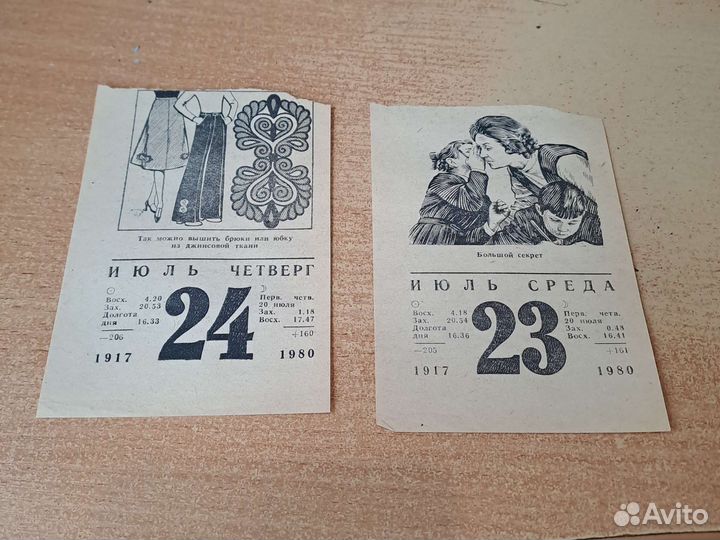 Так можно вышить брюки или юбку
из джинсовой ткани
ИЮЛЬ ЧЕТВЕРГ
Восх. 4.20
Зах. 20.53
Долгота
дня 16.33
—206
24
Перв. четв.
20 июля
Зах. 1.18
Восх. 17.47
+160
1917 1980
Большой секрет
ИЮЛЬ СРЕДА
Восх. 4.18
Зах. 20.54
Долгота
дня 16.36
—205
23
Перв. четв.
20 июля
Зах. 0.48
Восх. 16.41
+161
1917 1980
Avito